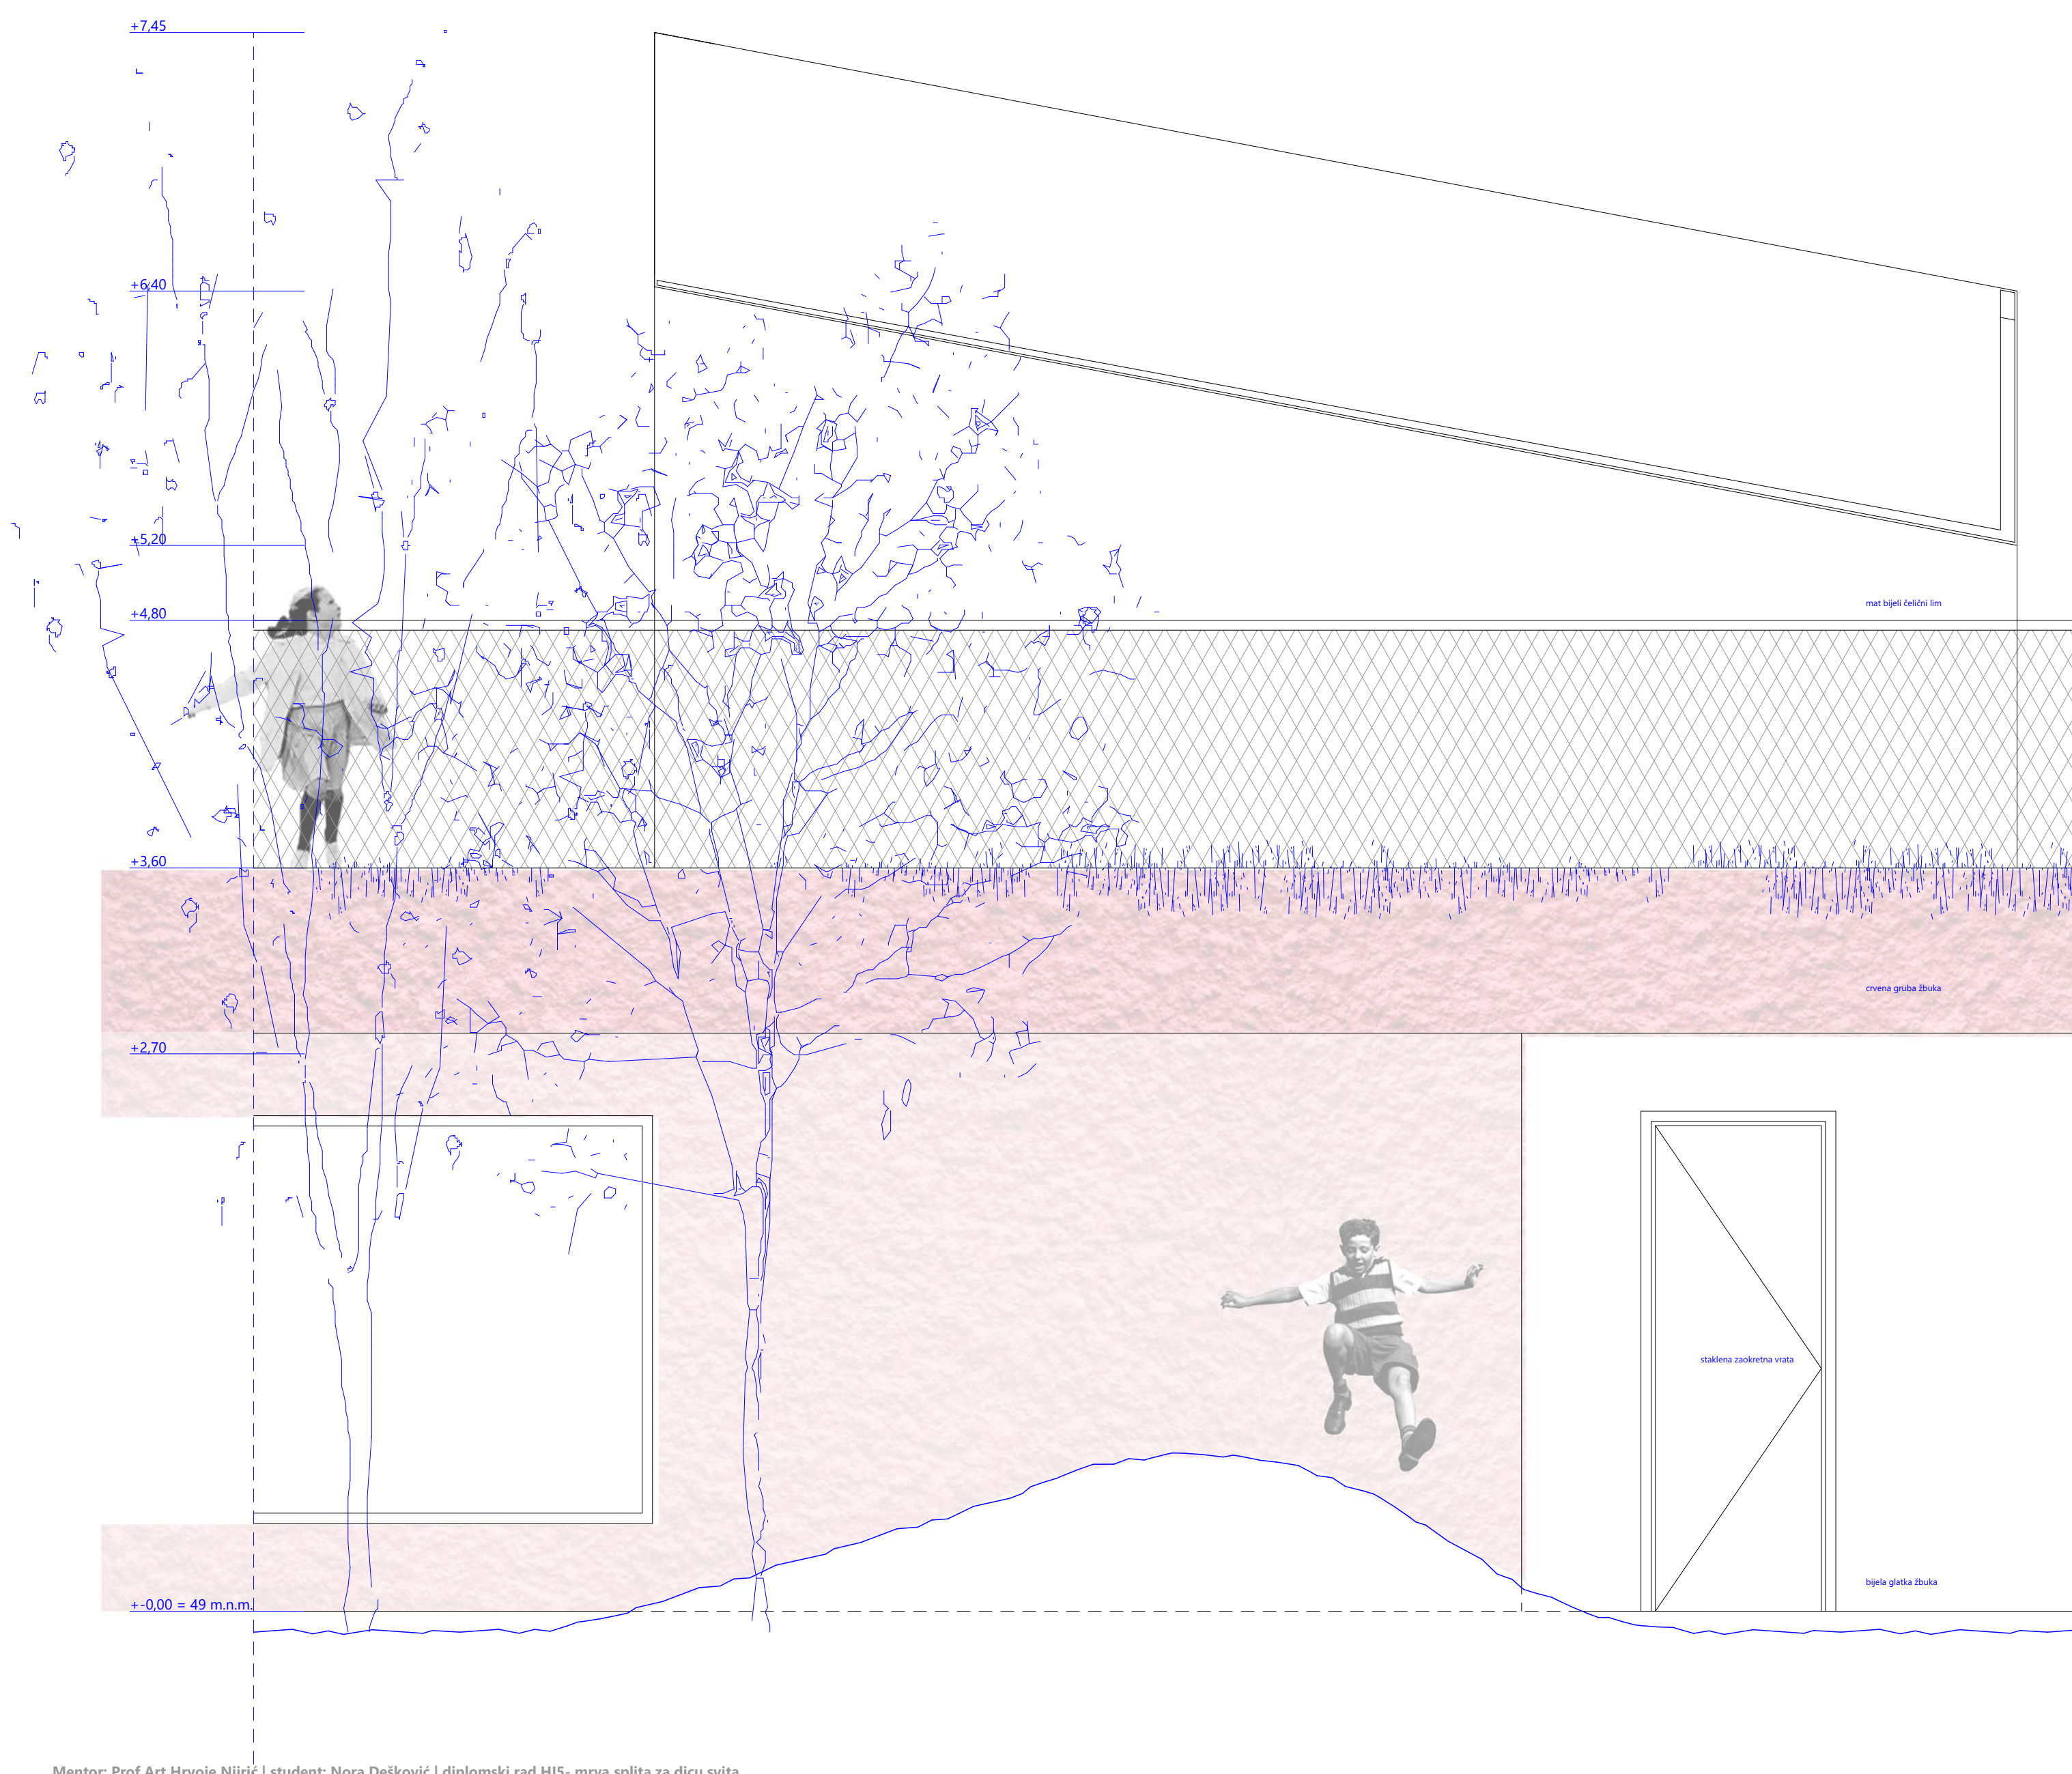 +7,45
+6,40
+5,20
+4,80
mat bijeli čelični lim
+3,60
crvena gruba žbuka
+2,70
staklena zaokretna vrata
bijela glatka žbuka
+-0,00 = 49 m.n.m.
Mentor: Prof Art Hrvoje Njirić | student: Nora Dešković | diplomski rad HJ5- mrva splita za dicu svita